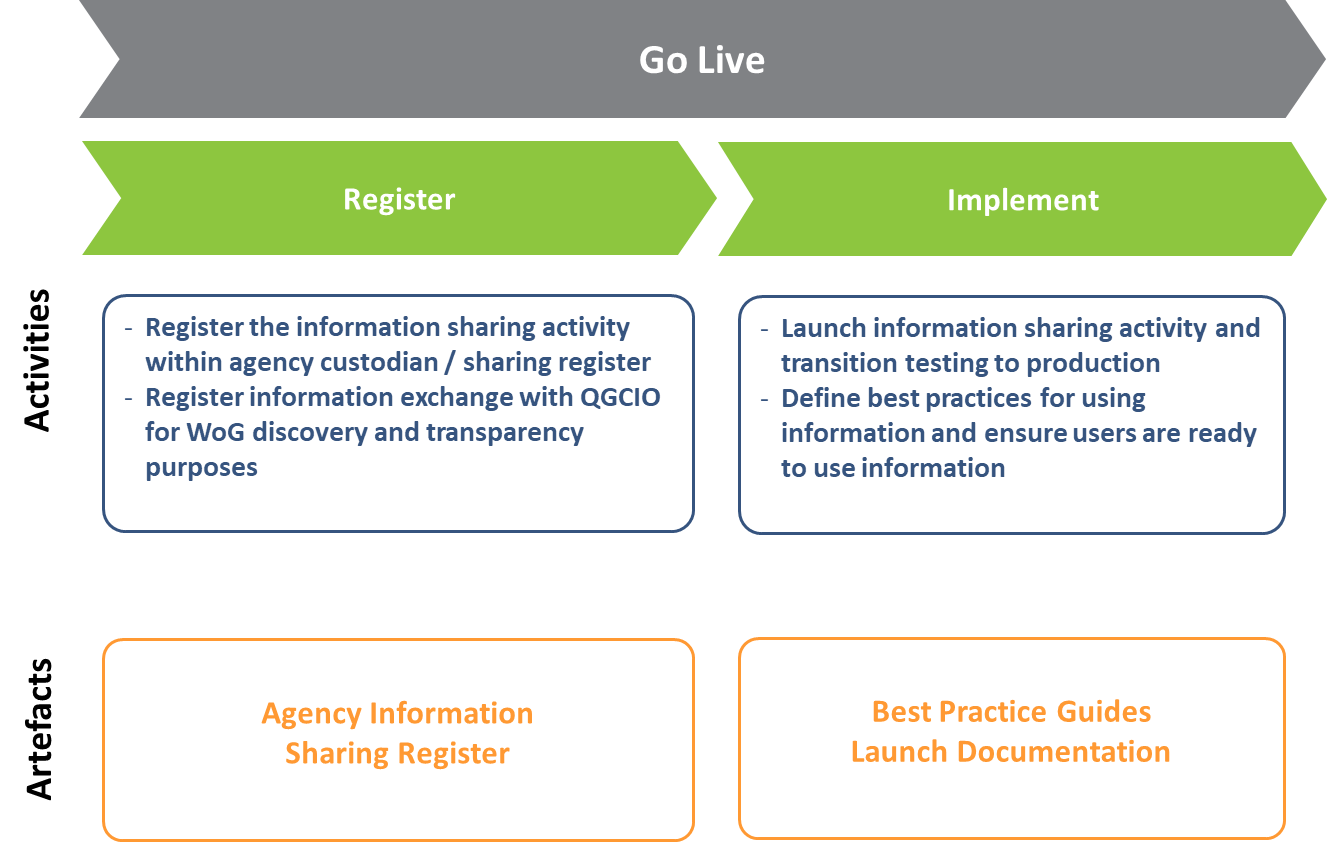 Go Live
Register
Implement
Activities
- Register the information sharing activity
within agency custodian / sharing register
- Register information exchange with QGCIO
for WoG discovery and transparency
purposes
- Launch information sharing activity and
transition testing to production
- Define best practices for using
information and ensure users are ready
to use information
Artefacts
Agency Information
Sharing Register
Best Practice Guides
Launch Documentation